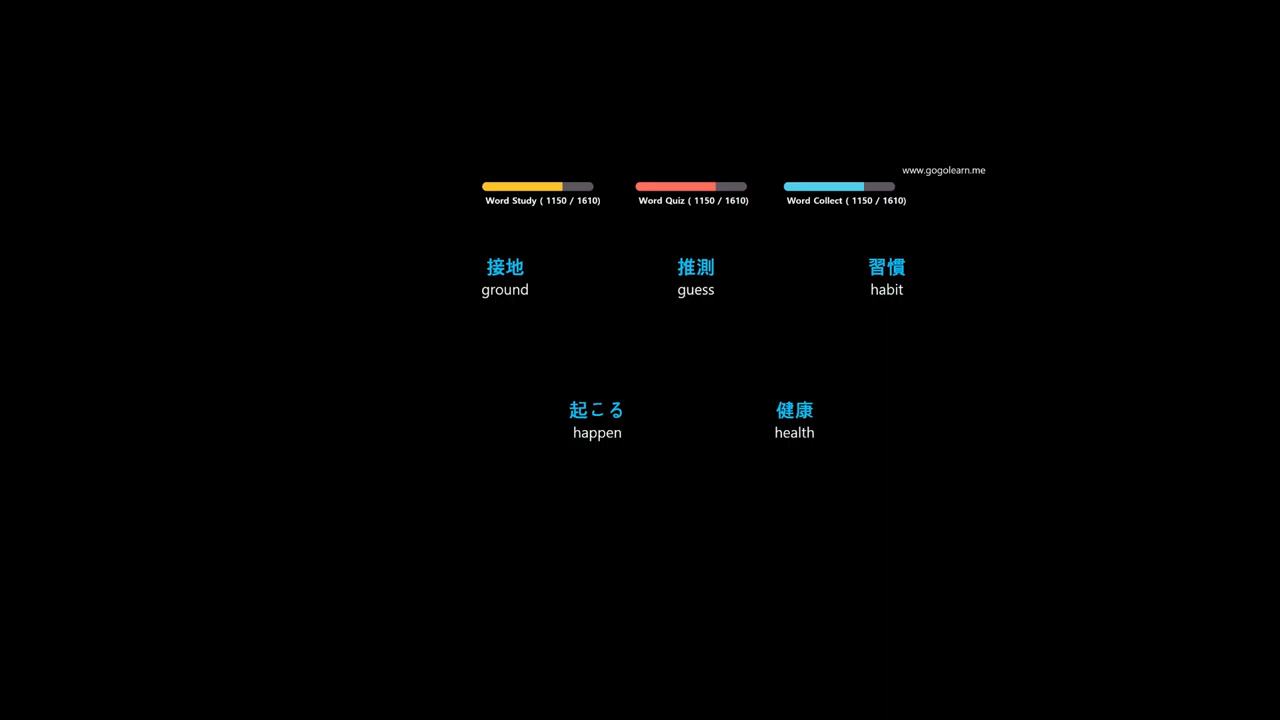 www.gogolearn.me
Word Study ( 1150 / 1610)
Word Quiz ( 1150 / 1610)
Word Collect ( 1150 / 1610)
接地
ground
推測
guess
習慣
habit
起こる
happen
健康
health